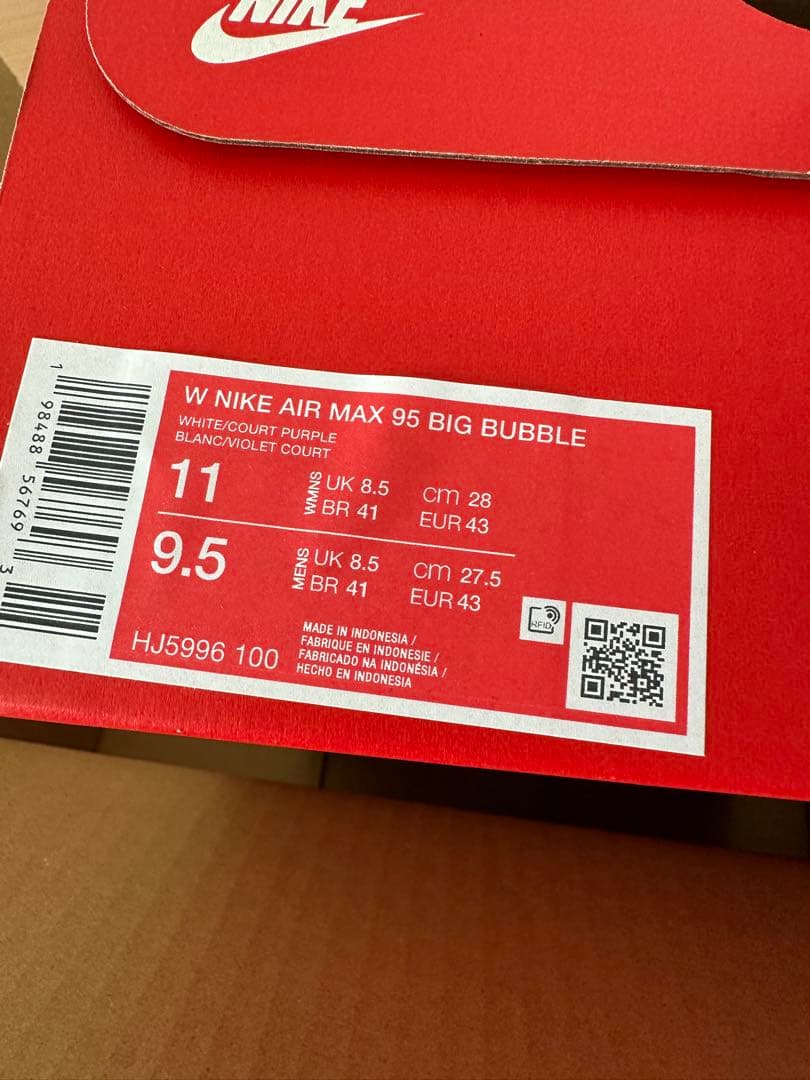 NIKE
W NIKE AIR MAX 95 BIG BUBBLE
WHITE/COURT PURPLE
BLANC/VIOLET COURT
11 WMNS UK 8.5 cm 28
BR 41 EUR 43
9.5 MENS UK 8.5 cm 27.5
BR 41 EUR 43
HJ5996 100
MADE IN INDONESIA /
FABRIQUE EN INDONESIE /
FABRICADO NA INDONÉSIA /
HECHO EN INDONESIA
RFID
1 98488 56769 3